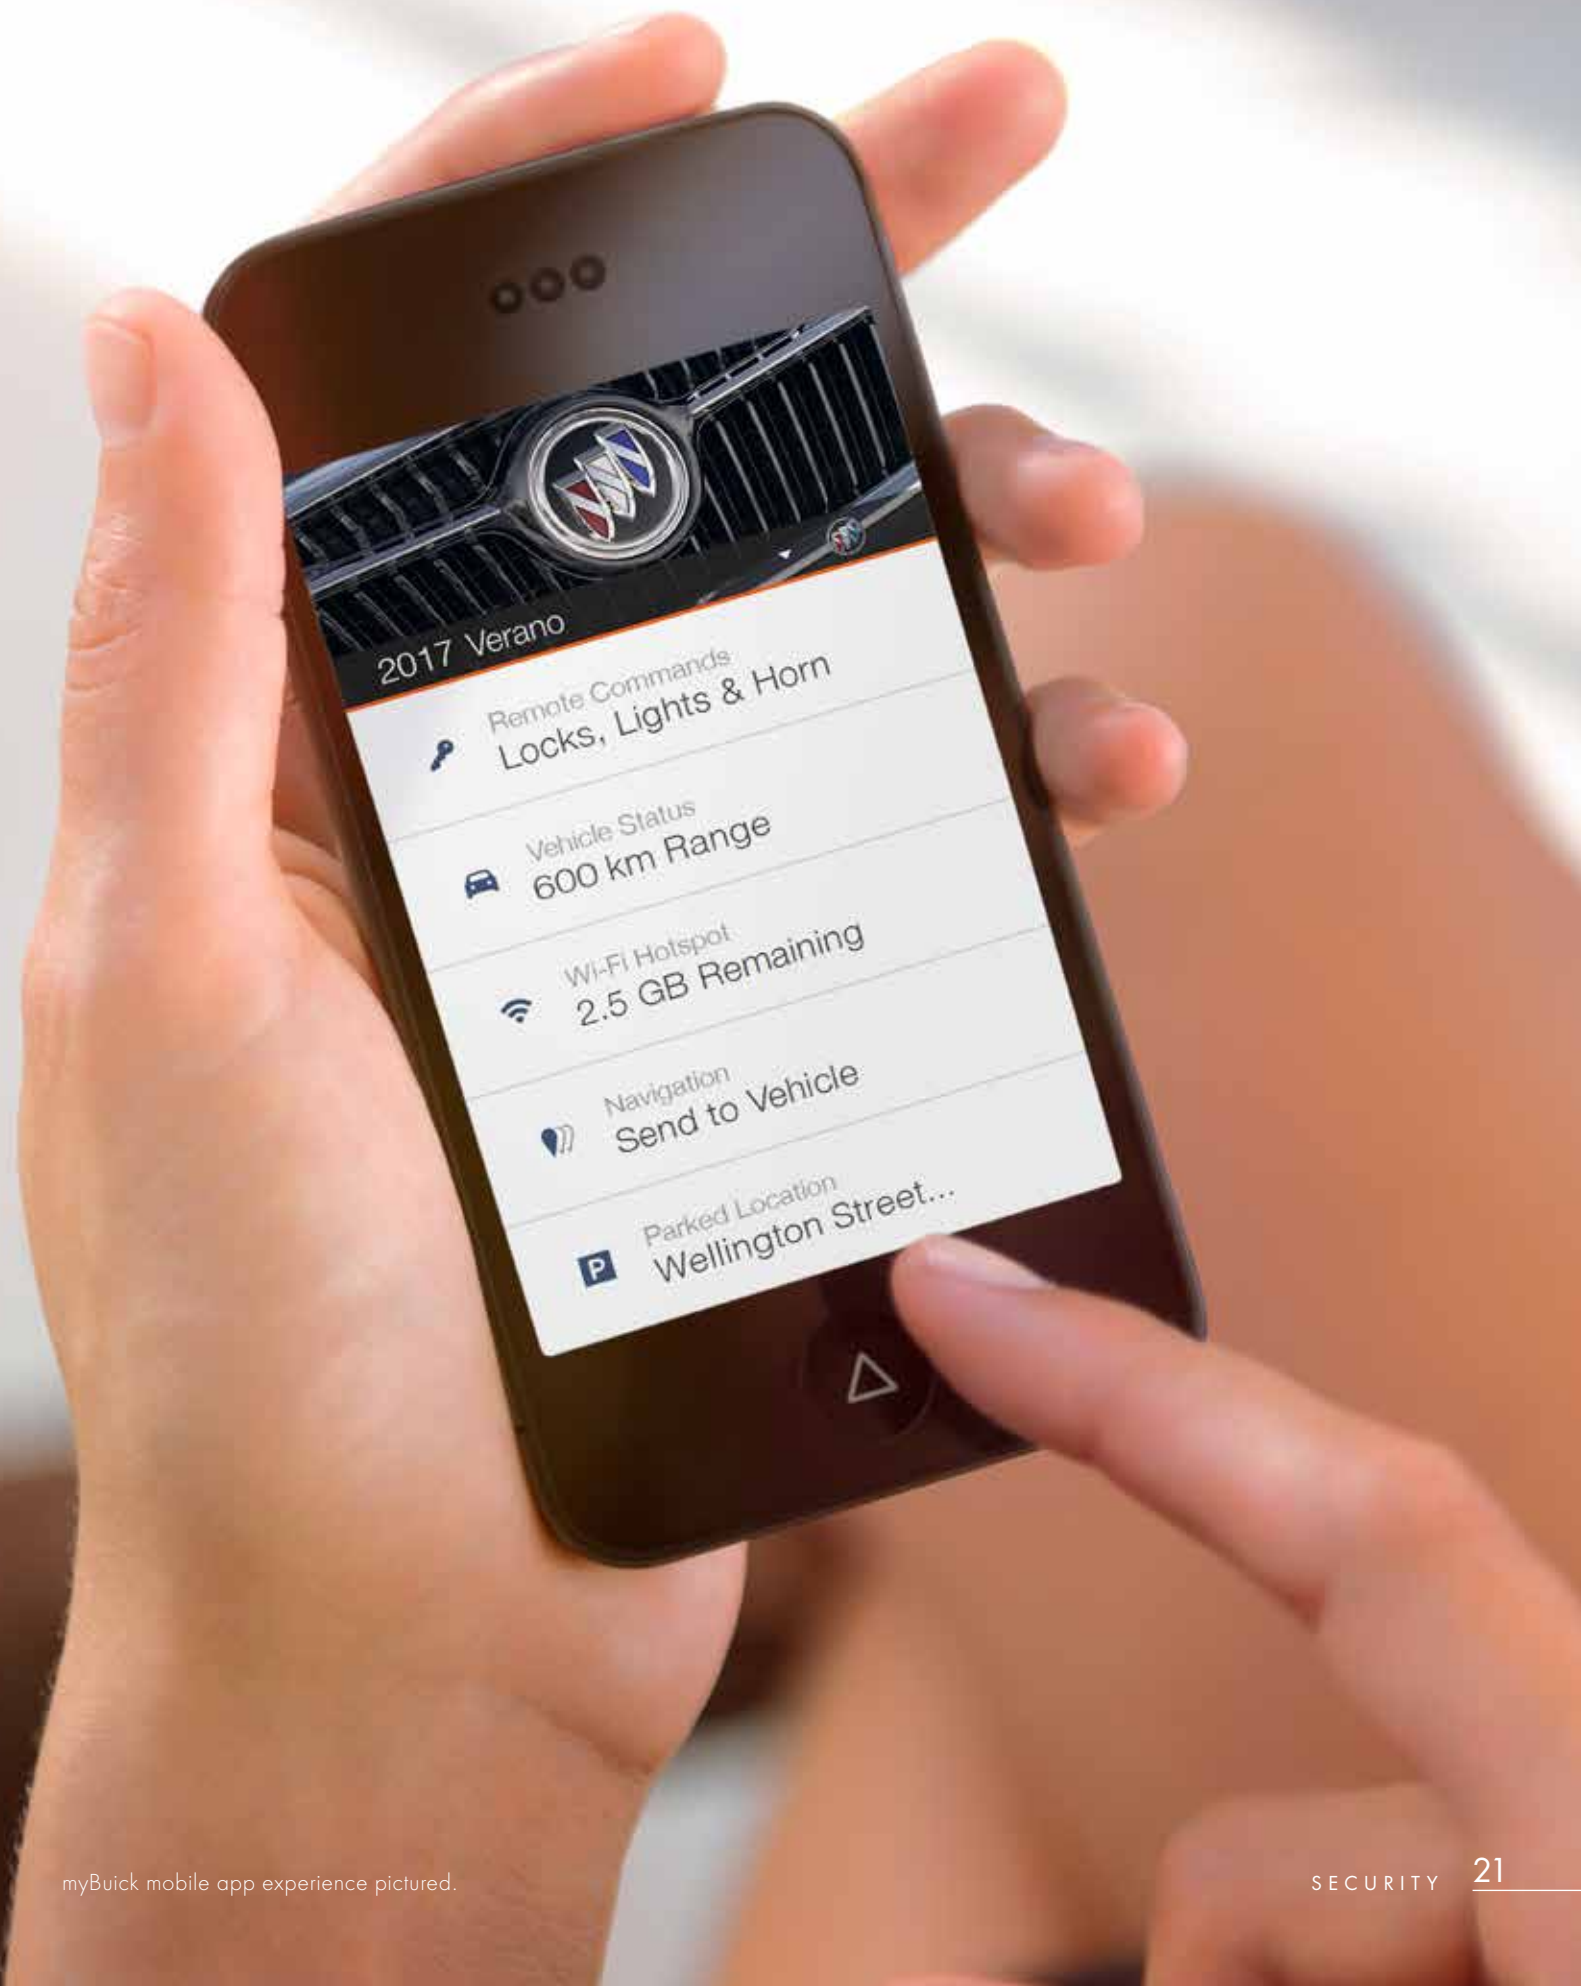 2017 Verano
Remote Commands
Locks, Lights & Horn
Vehicle Status
600 km Range
Wi-Fi Hotspot
2.5 GB Remaining
Navigation
Send to Vehicle
Parked Location
Wellington Street...
P
myBuick mobile app experience pictured.
SECURITY 21